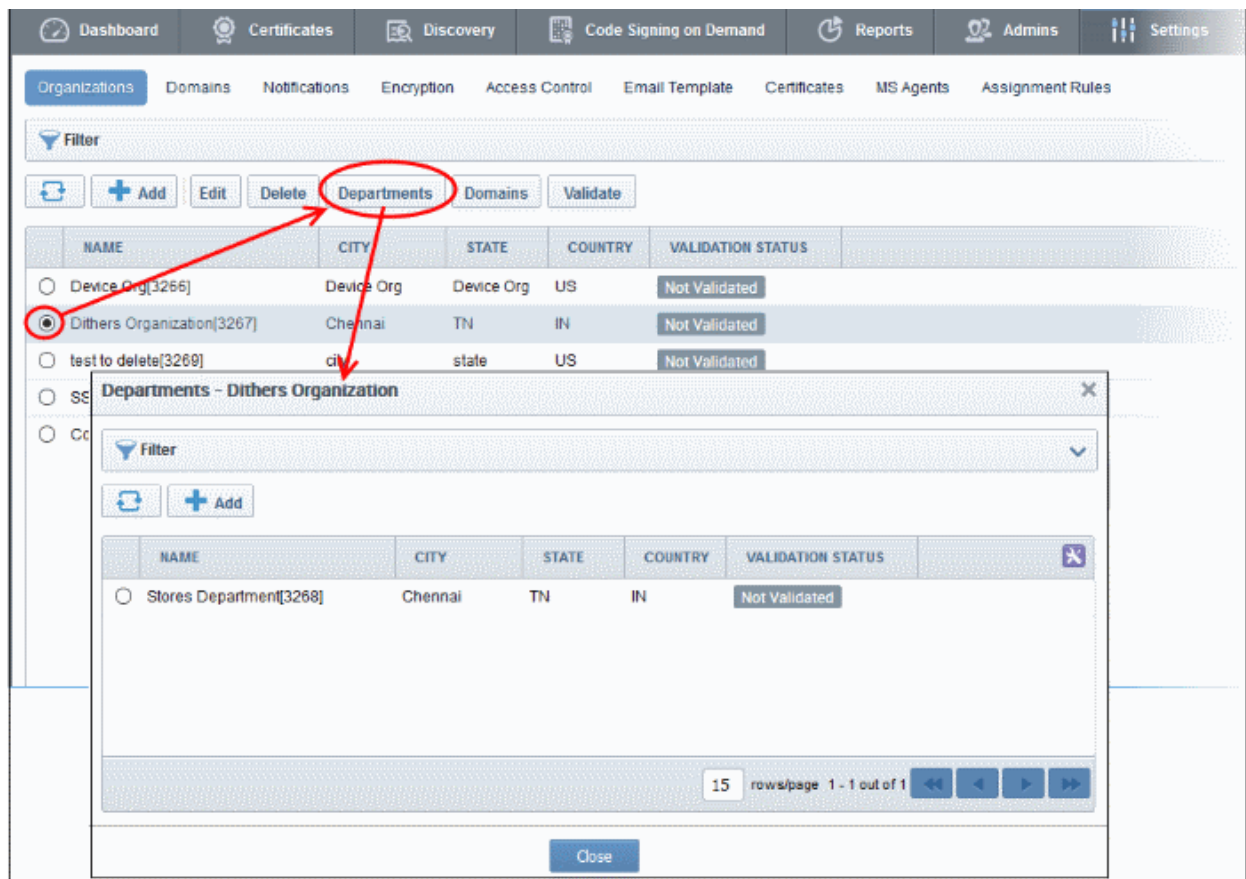 Dashboard Certificates Discovery Code Signing on Demand Reports Admins Settings
Organizations Domains Notifications Encryption Access Control Email Template Certificates MS Agents Assignment Rules
Filter
Add Edit Delete Departments Domains Validate
NAME CITY STATE COUNTRY VALIDATION STATUS
Device Org[3266] Device Org Device Org US Not Validated
Dithers Organization[3267] Chennai TN IN Not Validated
test to delete[3269] city state US Not Validated
SS
Departments - Dithers Organization
Co
Filter
Add
NAME CITY STATE COUNTRY VALIDATION STATUS
Stores Department[3268] Chennai TN IN Not Validated
15 rows/page 1 - 1 out of 1
Close